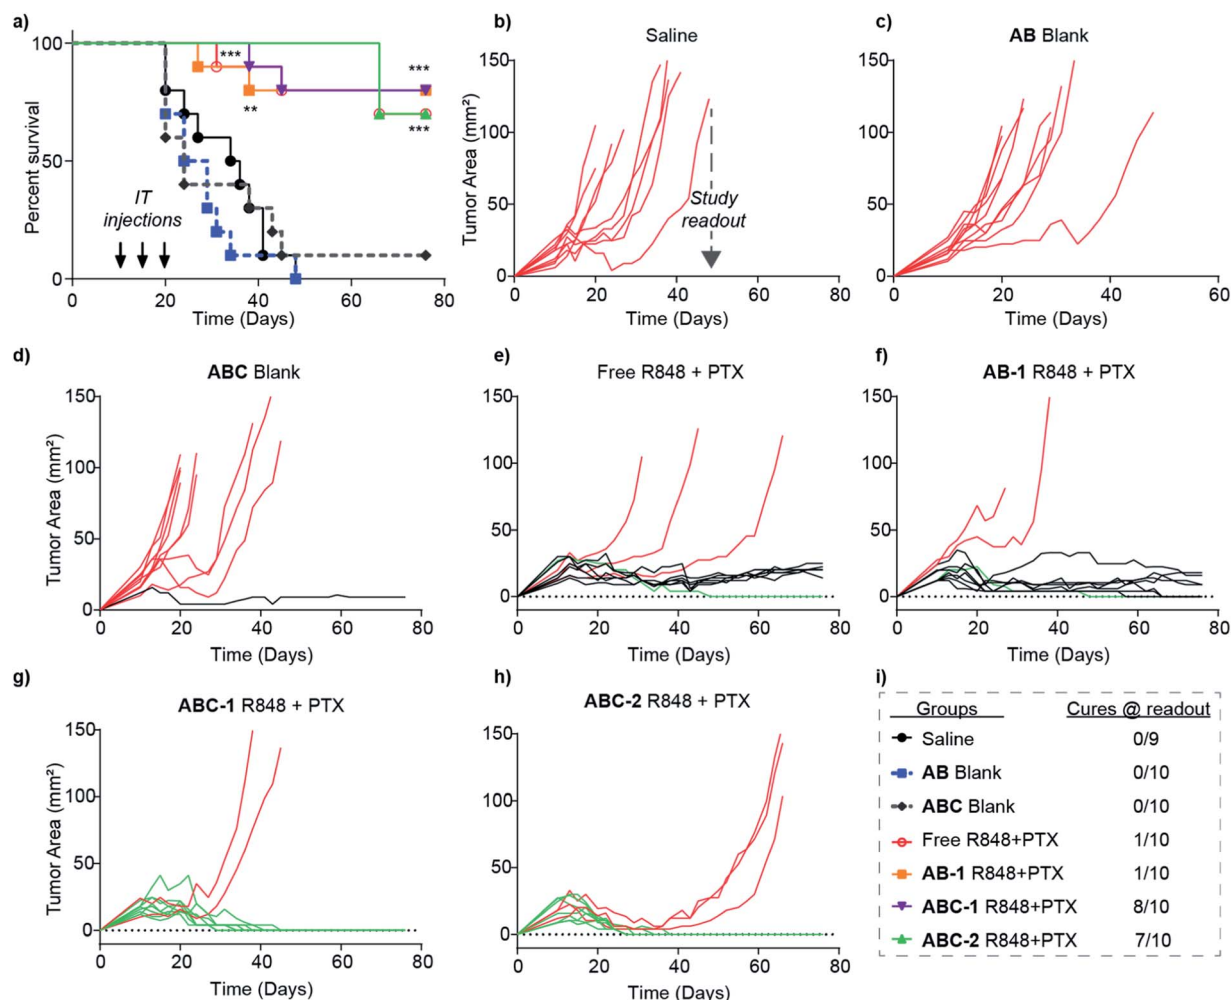 a)
100
50
0
Percent survival
IT
injections
***
**
***
***
0
20
40
60
80
Time (Days)
b)
Saline
150
100
50
0
Tumor Area (mm²)
Study
readout
0
20
40
60
80
Time (Days)
c)
AB Blank
150
100
50
0
0
20
40
60
Time (Days)
d)
ABC Blank
150
100
50
0
Tumor Area (mm²)
0
20
40
60
80
Time (Days)
e)
Free R848 + PTX
150
100
50
0
0
20
40
60
80
Time (Days)
f)
AB-1 R848 + PTX
150
100
50
0
0
20
40
60
80
Time (Days)
g)
ABC-1 R848 + PTX
150
100
50
0
Tumor Area (mm²)
0
20
40
60
80
Time (Days)
h)
ABC-2 R848 + PTX
150
100
50
0
0
20
40
60
80
Time (Days)
i)
Groups Cures @ readout
Saline 0/9
AB Blank 0/10
ABC Blank 0/10
Free R848+PTX 1/10
AB-1 R848+PTX 1/10
ABC-1 R848+PTX 8/10
ABC-2 R848+PTX 7/10